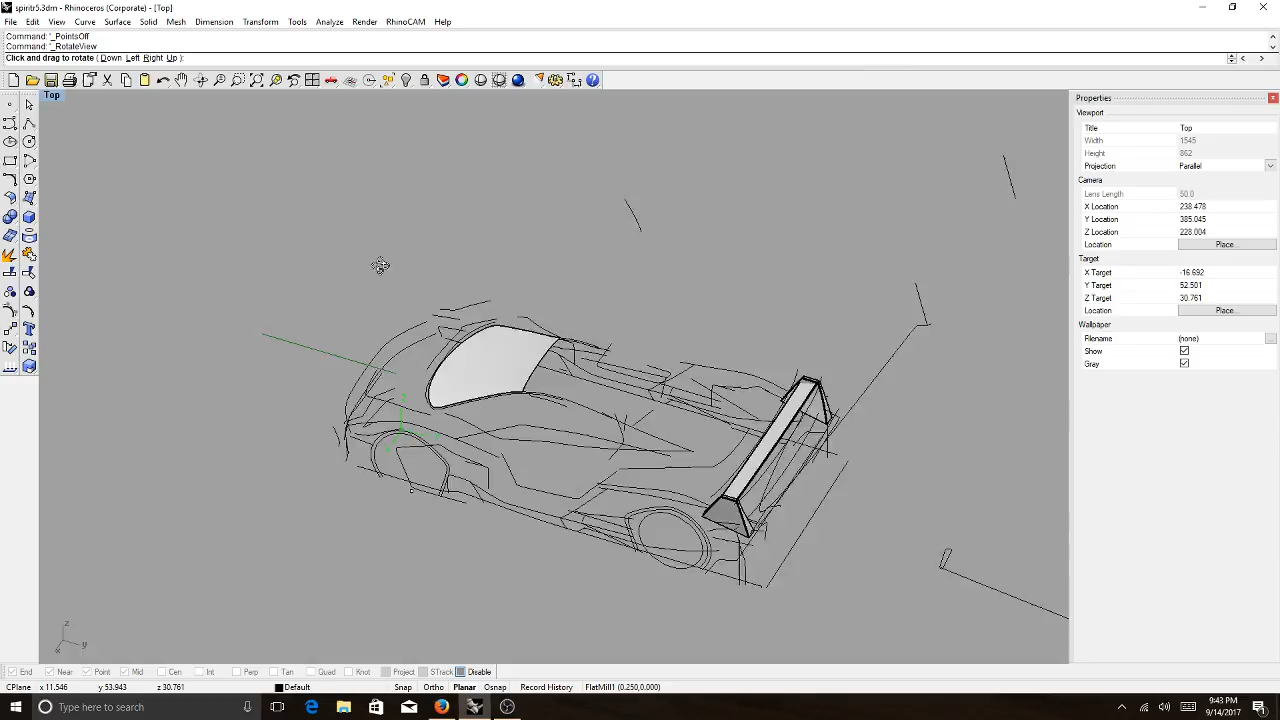 spiritr5.3dm - Rhinoceros (Corporate) - [Top]
File Edit View Curve Surface Solid Mesh Dimension Transform Tools Analyze Render RhinoCAM Help
Command: '_PointsOff
Command: '_RotateView
Click and drag to rotate ( Down Left Right Up ):
Top
Properties
Viewport
Title Top
Width 1545
Height 862
Projection Parallel
Camera
Lens Length 50.0
X Location 238.478
Y Location 385.045
Z Location 228.004
Location Place...
Target
X Target -16.692
Y Target 52.501
Z Target 30.761
Location Place...
Wallpaper
Filename (none) ...
Show
Gray
z
y
x
End Near Point Mid Cen Int Perp Tan Quad Knot Project STrack Disable
CPlane x 11.546 y 53.943 z 30.761 Default Snap Ortho Planar Osnap Record History FlatMill1 (0.250,0.000)
Type here to search
9:43 PM
9/14/2017